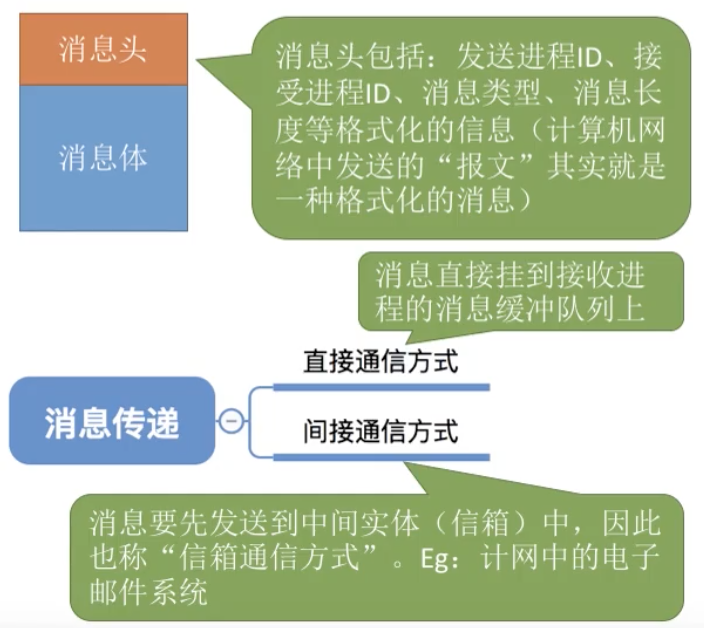 消息头
消息体
消息头包括：发送进程ID、接
受进程ID、消息类型、消息长
度等格式化的信息（计算机网
络中发送的“报文”其实就是
一种格式化的消息）
消息直接挂到接收进
程的消息缓冲队列上
直接通信方式
消息传递
间接通信方式
消息要先发送到中间实体（信箱）中，因此
也称“信箱通信方式”。Eg：计网中的电子
邮件系统